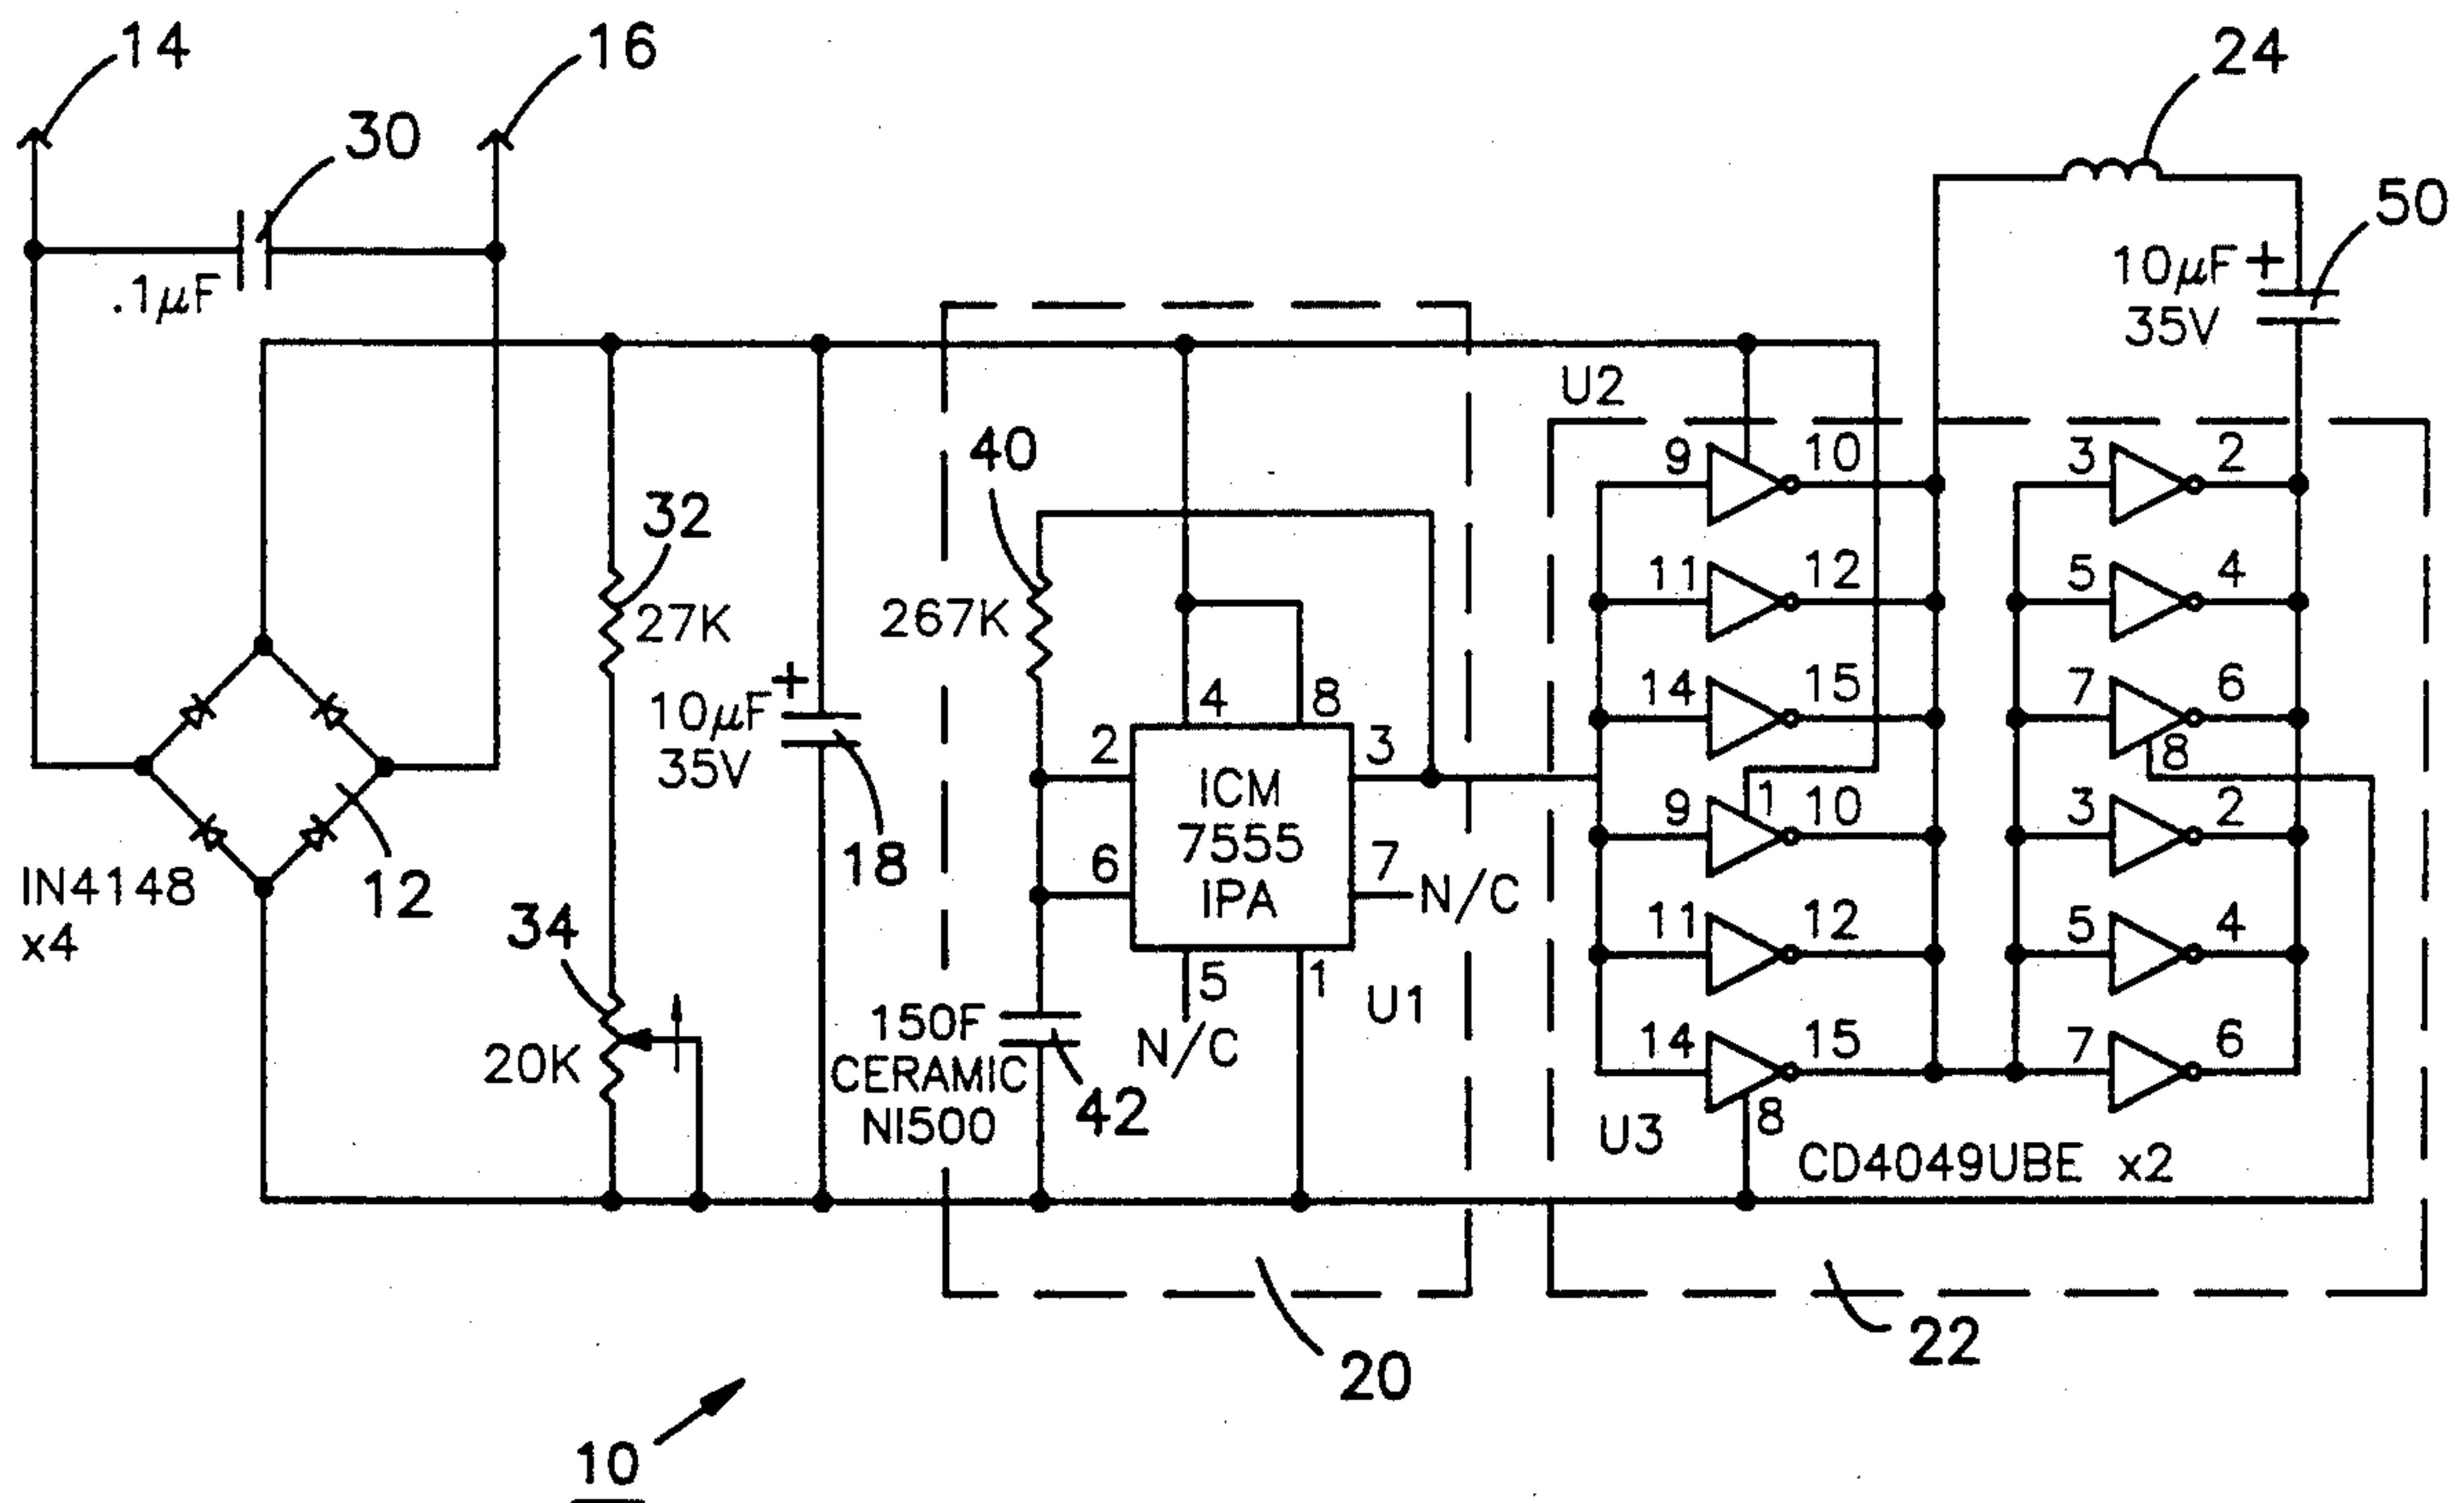 14
16
24
30
50
.1µF
10µF +
35V
U2
40
9 10 3 2
32
11 12 5 4
27K
267K
14 15 7 6
+
4 8
10µF
35V
2 3
8
ICM
7555
IPA
9 1 10 3 2
18
6 7
N/C
IN4148
x4
12
34
11 12 5 4
5 1
U1
150F
CERAMIC
NI500
N/C
20K
42
14 15 7 6
8
U3
CD4049UBE x2
20
22
10